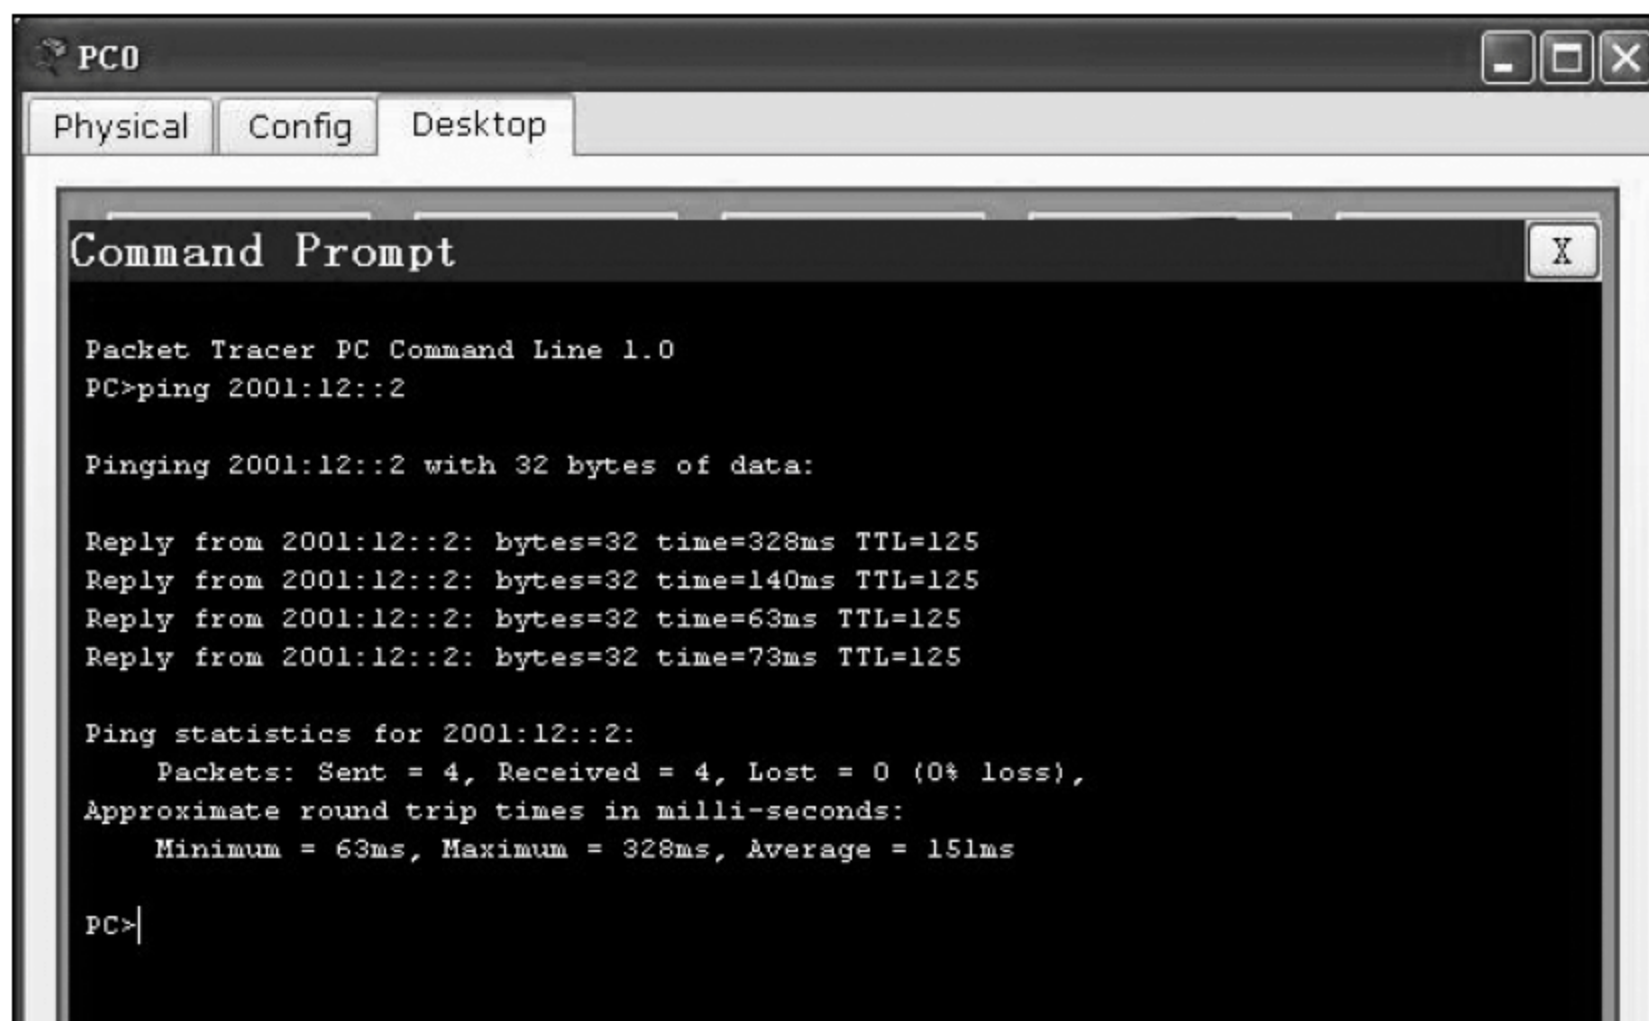 PC0
Physical Config Desktop
Command Prompt X
Packet Tracer PC Command Line 1.0
PC>ping 2001:12::2
Pinging 2001:12::2 with 32 bytes of data:
Reply from 2001:12::2: bytes=32 time=328ms TTL=125
Reply from 2001:12::2: bytes=32 time=140ms TTL=125
Reply from 2001:12::2: bytes=32 time=63ms TTL=125
Reply from 2001:12::2: bytes=32 time=73ms TTL=125
Ping statistics for 2001:12::2:
Packets: Sent = 4, Received = 4, Lost = 0 (0% loss),
Approximate round trip times in milli-seconds:
Minimum = 63ms, Maximum = 328ms, Average = 151ms
PC>